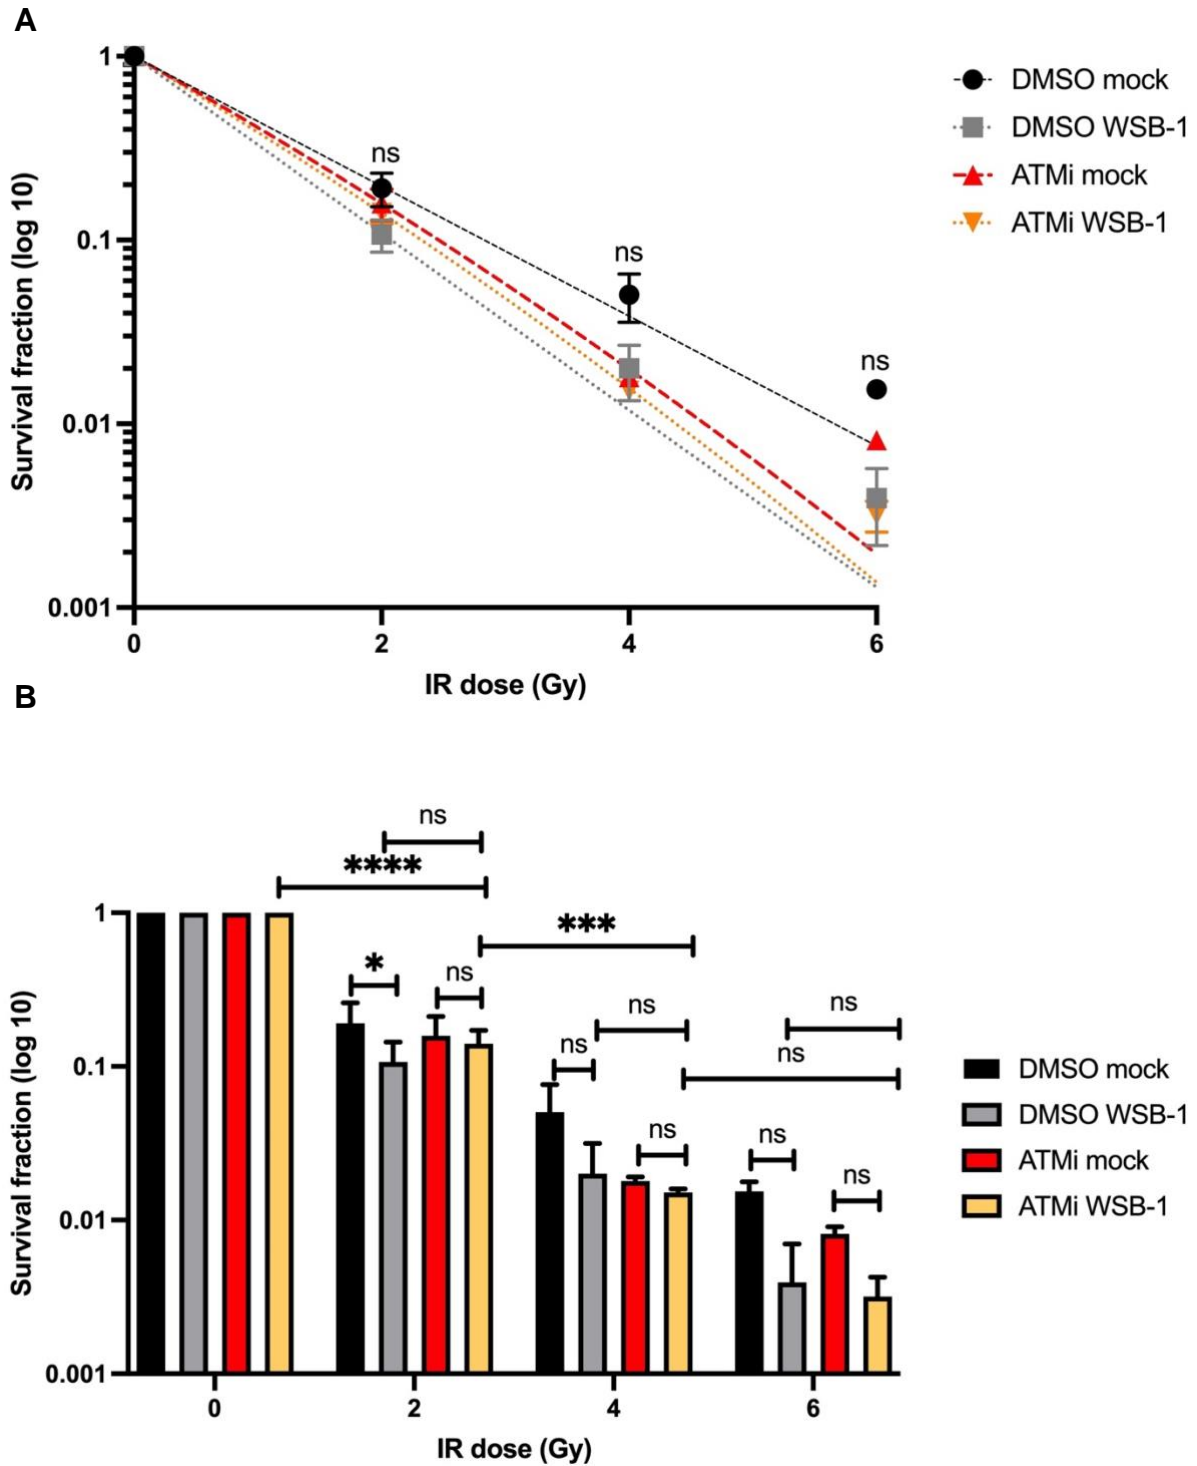 A
1
0.1
0.01
0.001
Survival fraction (log 10)
ns
ns
ns
0
2
4
6
IR dose (Gy)
DMSO mock
DMSO WSB-1
ATMi mock
ATMi WSB-1
B
ns
****
***
*
ns
ns
ns
ns
ns
ns
ns
ns
1
0.1
0.01
0.001
Survival fraction (log 10)
0
2
4
6
IR dose (Gy)
DMSO mock
DMSO WSB-1
ATMi mock
ATMi WSB-1